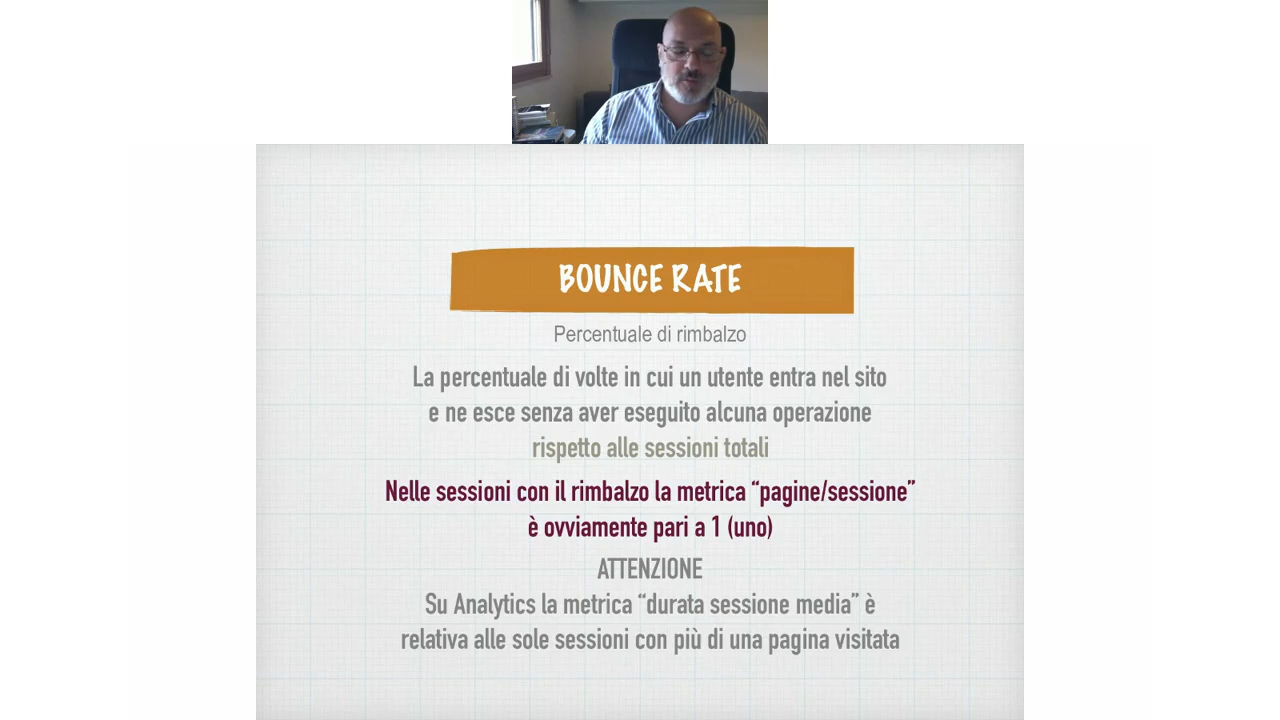 BOUNCE RATE
Percentuale di rimbalzo
La percentuale di volte in cui un utente entra nel sito
e ne esce senza aver eseguito alcuna operazione
rispetto alle sessioni totali
Nelle sessioni con il rimbalzo la metrica “pagine/sessione”
è ovviamente pari a 1 (uno)
ATTENZIONE
Su Analytics la metrica “durata sessione media” è
relativa alle sole sessioni con più di una pagina visitata